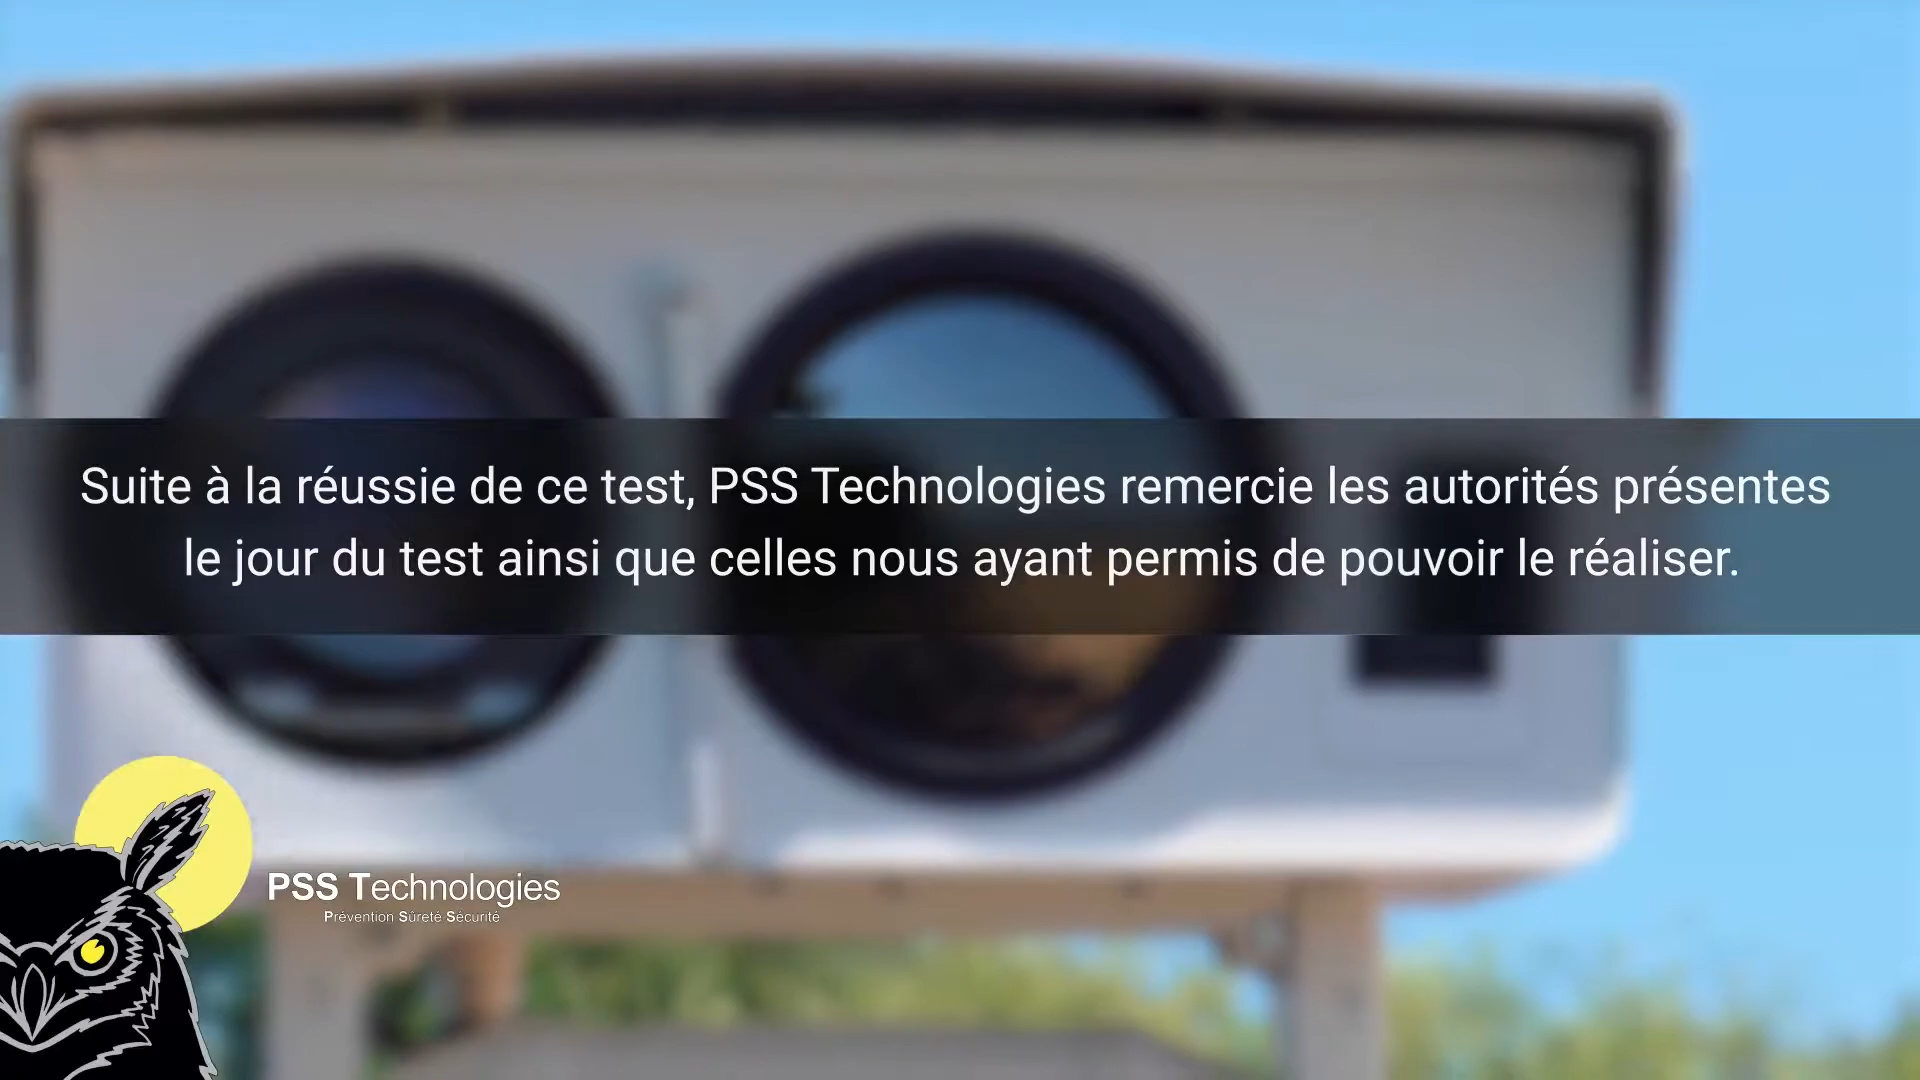 Suite à la réussie de ce test, PSS Technologies remercie les autorités présentes
le jour du test ainsi que celles nous ayant permis de pouvoir le réaliser.
PSS Technologies
Prévention Sûreté Sécurité